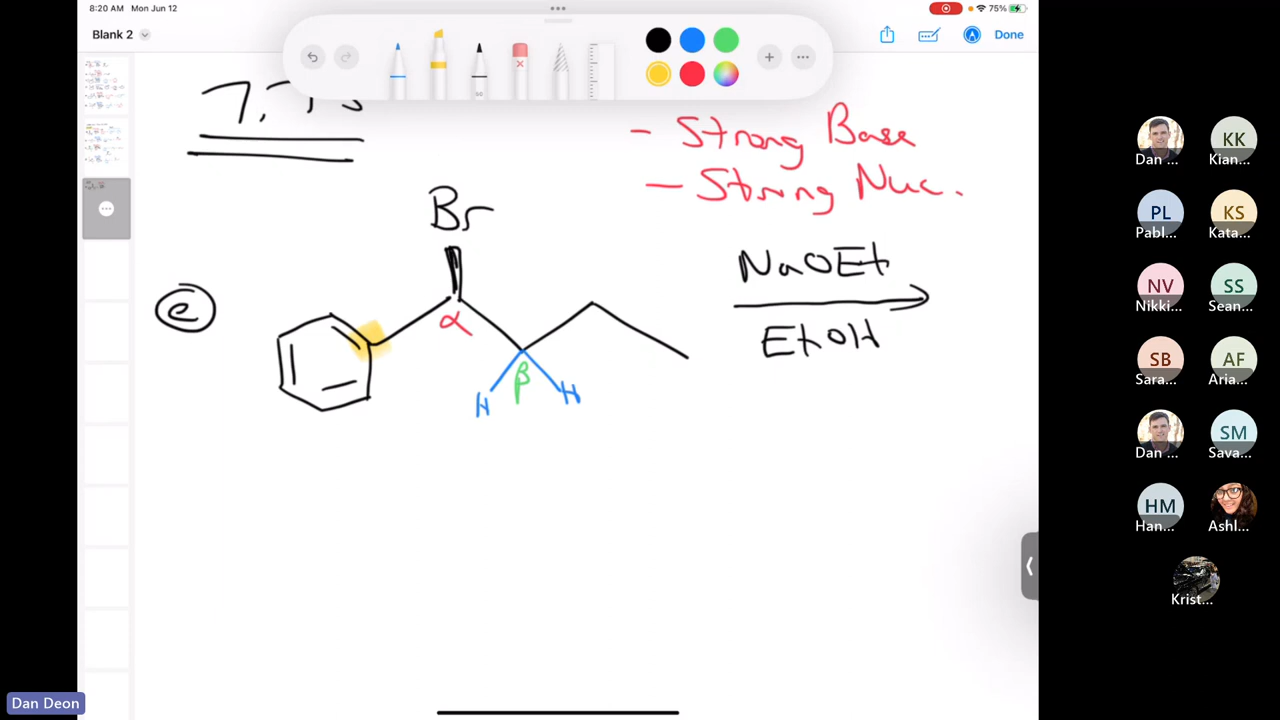 8:20 AM Mon Jun 12
75%
Blank 2
Done
- Strong Base
- Strong Nuc.
Br
e
α
β
H
H
NaOEt
EtOH
Dan ...
KK
Kian...
PL
Pabl...
KS
Kata...
NV
Nikki...
SS
Sean...
SB
Sara...
AF
Aria...
Dan ...
SM
Sava...
HM
Han...
Ashl...
Krist...
Dan Deon